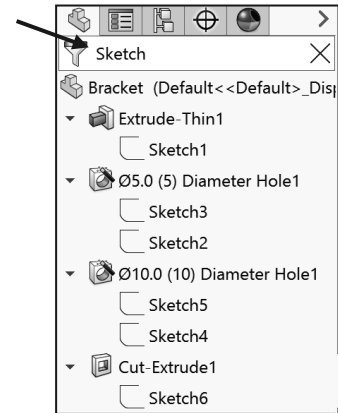 Sketch
Bracket (Default<<Default>_Disp
Extrude-Thin1
Sketch1
Ø5.0 (5) Diameter Hole1
Sketch3
Sketch2
Ø10.0 (10) Diameter Hole1
Sketch5
Sketch4
Cut-Extrude1
Sketch6